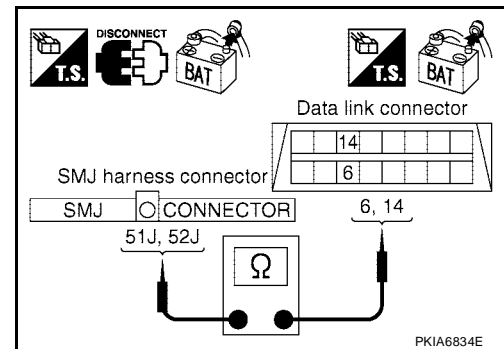 DISCONNECT
T.S.
BAT
T.S.
BAT
Data link connector
14
6
SMJ harness connector
SMJ CONNECTOR
6, 14
51J, 52J
Ω
PKIA6834E